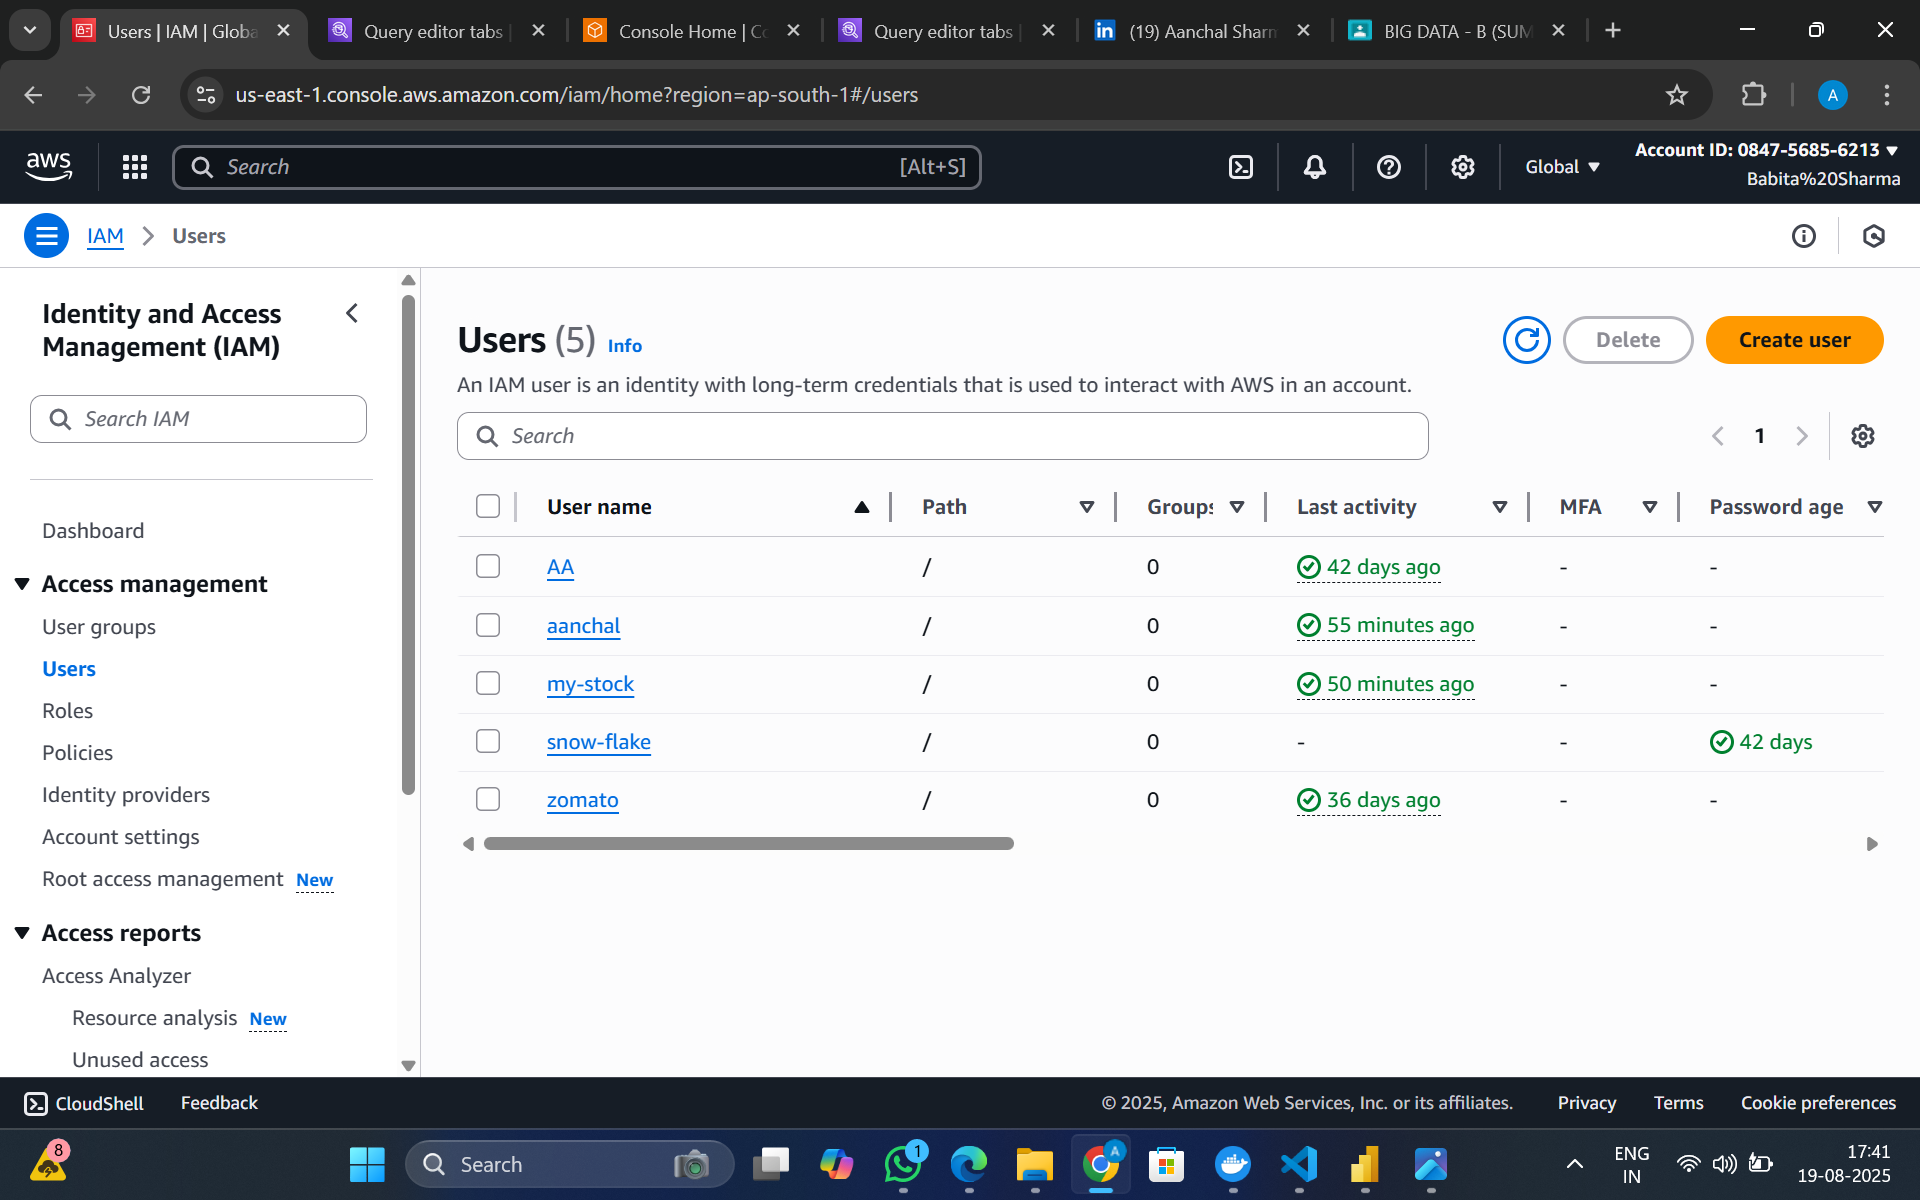 Users | IAM | Globa
Query editor tabs
Console Home | Co
Query editor tabs
(19) Aanchal Sharm
BIG DATA - B (SUM
us-east-1.console.aws.amazon.com/iam/home?region=ap-south-1#/users
A
aws
Search
[Alt+S]
Global
Account ID: 0847-5685-6213
Babita%20Sharma
IAM > Users
Identity and Access
Management (IAM)
Search IAM
Dashboard
Access management
User groups
Users
Roles
Policies
Identity providers
Account settings
Root access management New
Access reports
Access Analyzer
Resource analysis New
Unused access
Users (5) Info
Delete
Create user
An IAM user is an identity with long-term credentials that is used to interact with AWS in an account.
Search
1
User name Path Groups Last activity MFA Password age
AA / 0 42 days ago - -
aanchal / 0 55 minutes ago - -
my-stock / 0 50 minutes ago - -
snow-flake / 0 - - 42 days
zomato / 0 36 days ago - -
CloudShell
Feedback
© 2025, Amazon Web Services, Inc. or its affiliates.
Privacy
Terms
Cookie preferences
8
Search
1
A
ENG
IN
17:41
19-08-2025